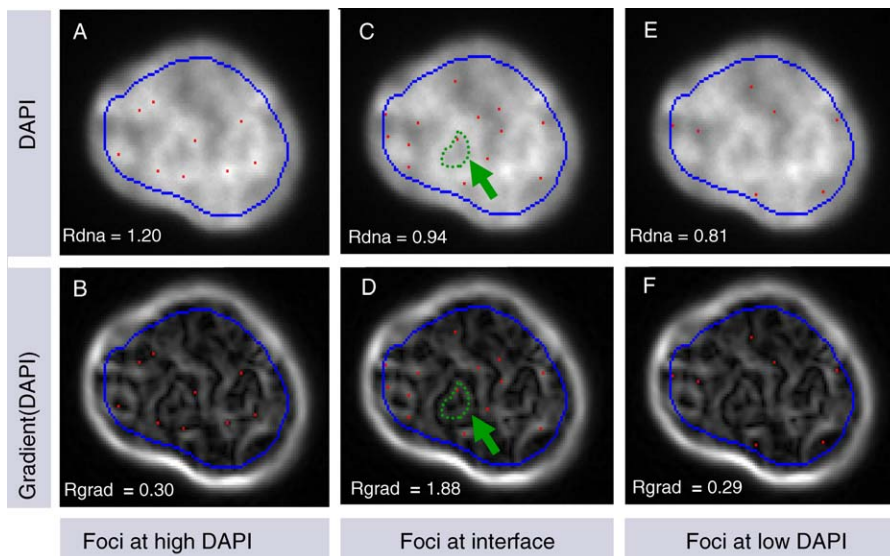 A
C
E
DAPI
Rdna = 1.20
Rdna = 0.94
Rdna = 0.81
B
D
F
Gradient(DAPI)
Rgrad = 0.30
Rgrad = 1.88
Rgrad = 0.29
Foci at high DAPI
Foci at interface
Foci at low DAPI